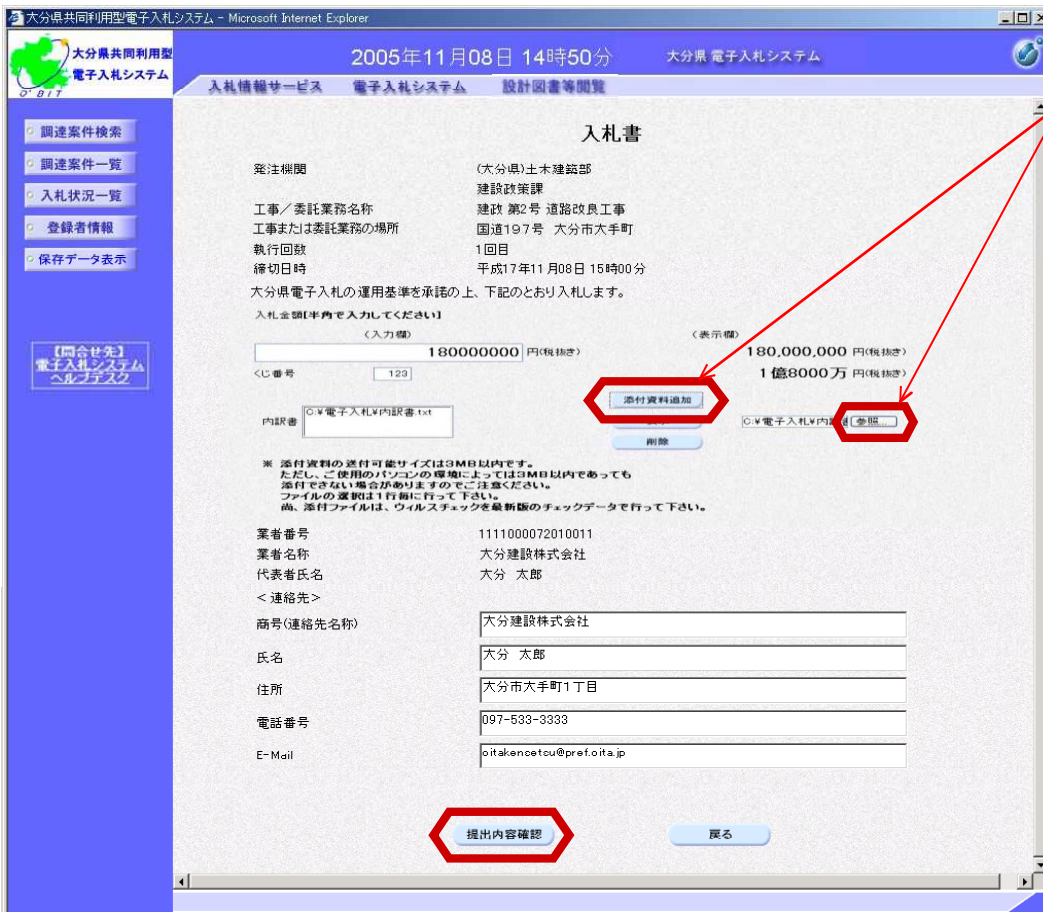 大分県共同利用型電子入札システム - Microsoft Internet Explorer
大分県共同利用型
電子入札システム
O'BIT
2005年11月08日 14時50分
大分県 電子入札システム
入札情報サービス 電子入札システム 設計図書等閲覧
調達案件検索
調達案件一覧
入札状況一覧
登録者情報
保存データ表示
【問合せ先】
電子入札システム
ヘルプデスク
入札書
発注機関 (大分県)土木建築部
建設政策課
工事/委託業務名称 建政 第2号 道路改良工事
工事または委託業務の場所 国道197号 大分市大手町
執行回数 1回目
締切日時 平成17年11月08日 15時00分
大分県電子入札の運用基準を承諾の上、下記のとおり入札します。
入札金額[半角で入力してください]
(入力欄) (表示欄)
180000000 円(税抜き) 180,000,000 円(税抜き)
くじ番号 123 1億8000万 円(税抜き)
添付資料追加
内訳書 C:¥電子入札¥内訳書.txt C:¥電子入札¥内訳 参照...
削除
※ 添付資料の送付可能サイズは3MB以内です。
ただし、ご使用のパソコンの環境によっては3MB以内であっても
添付できない場合がありますのでご注意ください。
ファイルの選択は1行毎に行って下さい。
尚、添付ファイルは、ウィルスチェックを最新版のチェックデータで行って下さい。
業者番号 1111000072010011
業者名称 大分建設株式会社
代表者氏名 大分 太郎
<連絡先>
商号(連絡先名称) 大分建設株式会社
氏名 大分 太郎
住所 大分市大手町1丁目
電話番号 097-533-3333
E-Mail oitakensetsu@pref.oita.jp
提出内容確認 戻る